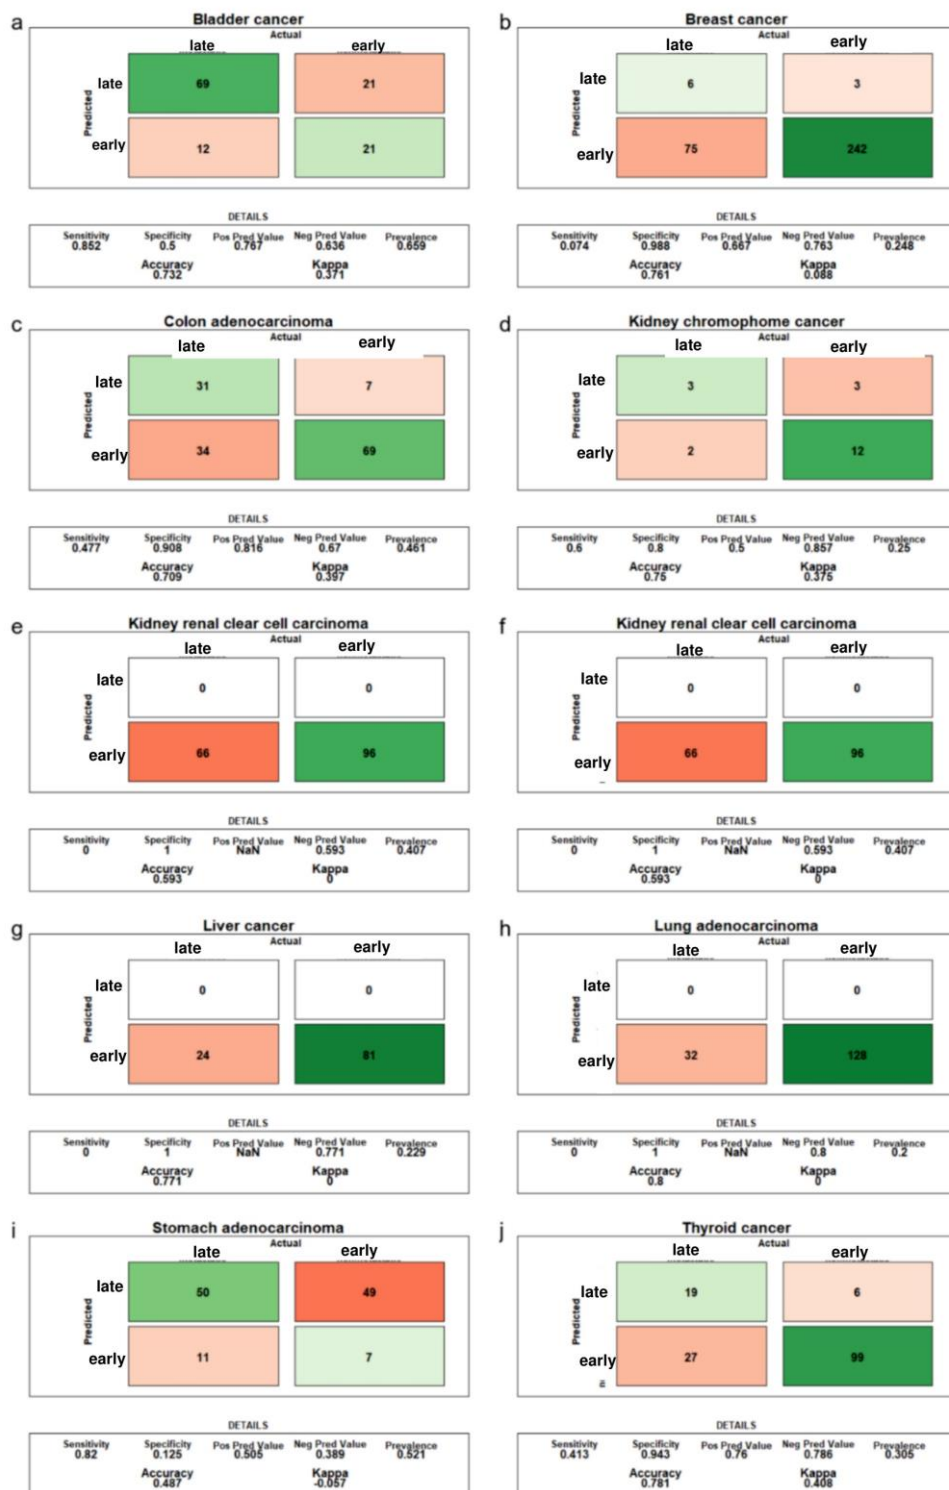 a Bladder cancer
Actual
late early
Predicted
late 69 21
early 12 21
DETAILS
Sensitivity Specificity Pos Pred Value Neg Pred Value Prevalence
0.852 0.5 0.767 0.636 0.659
Accuracy Kappa
0.732 0.371
b Breast cancer
Actual
late early
Predicted
late 6 3
early 75 242
DETAILS
Sensitivity Specificity Pos Pred Value Neg Pred Value Prevalence
0.074 0.988 0.667 0.763 0.248
Accuracy Kappa
0.761 0.088
c Colon adenocarcinoma
Actual
late early
Predicted
late 31 7
early 34 69
DETAILS
Sensitivity Specificity Pos Pred Value Neg Pred Value Prevalence
0.477 0.908 0.816 0.67 0.461
Accuracy Kappa
0.709 0.397
d Kidney chromophome cancer
Actual
late early
Predicted
late 3 3
early 2 12
DETAILS
Sensitivity Specificity Pos Pred Value Neg Pred Value Prevalence
0.6 0.8 0.5 0.857 0.25
Accuracy Kappa
0.75 0.375
e Kidney renal clear cell carcinoma
Actual
late early
Predicted
late 0 0
early 66 96
DETAILS
Sensitivity Specificity Pos Pred Value Neg Pred Value Prevalence
0 1 NaN 0.593 0.407
Accuracy Kappa
0.593 0
f Kidney renal clear cell carcinoma
Actual
late early
Predicted
late 0 0
early 66 96
DETAILS
Sensitivity Specificity Pos Pred Value Neg Pred Value Prevalence
0 1 NaN 0.593 0.407
Accuracy Kappa
0.593 0
g Liver cancer
Actual
late early
Predicted
late 0 0
early 24 81
DETAILS
Sensitivity Specificity Pos Pred Value Neg Pred Value Prevalence
0 1 NaN 0.771 0.229
Accuracy Kappa
0.771 0
h Lung adenocarcinoma
Actual
late early
Predicted
late 0 0
early 32 128
DETAILS
Sensitivity Specificity Pos Pred Value Neg Pred Value Prevalence
0 1 NaN 0.8 0.2
Accuracy Kappa
0.8 0
i Stomach adenocarcinoma
Actual
late early
Predicted
late 50 49
early 11 7
DETAILS
Sensitivity Specificity Pos Pred Value Neg Pred Value Prevalence
0.82 0.125 0.505 0.389 0.521
Accuracy Kappa
0.487 -0.057
j Thyroid cancer
Actual
late early
Predicted
late 19 6
early 27 99
DETAILS
Sensitivity Specificity Pos Pred Value Neg Pred Value Prevalence
0.413 0.943 0.76 0.786 0.305
Accuracy Kappa
0.781 0.408